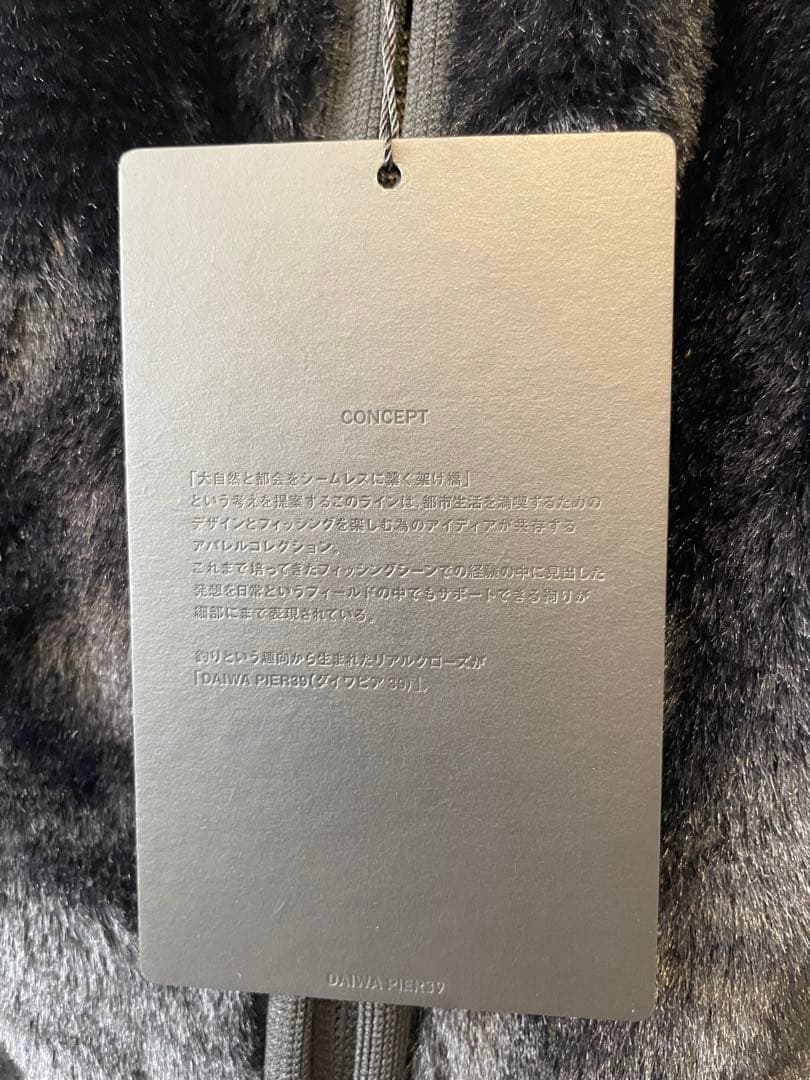 CONCEPT
「大自然と都会をシームレスに繋ぐ架け橋」
という考えを提案するこのラインは、都市生活を満喫するための
デザインとフィッシングを楽しむ為のアイディアが共存する
アパレルコレクション。
これまで培ってきたフィッシングシーンでの経験の中に見出した
発想を日常というフィールドの中でもサポートできる拘りが
細部にまで表現されている。
釣りという趣向から生まれたリアルクローズが
「DAIWA PIER39(ダイワピア39)」。
DAIWA PIER39